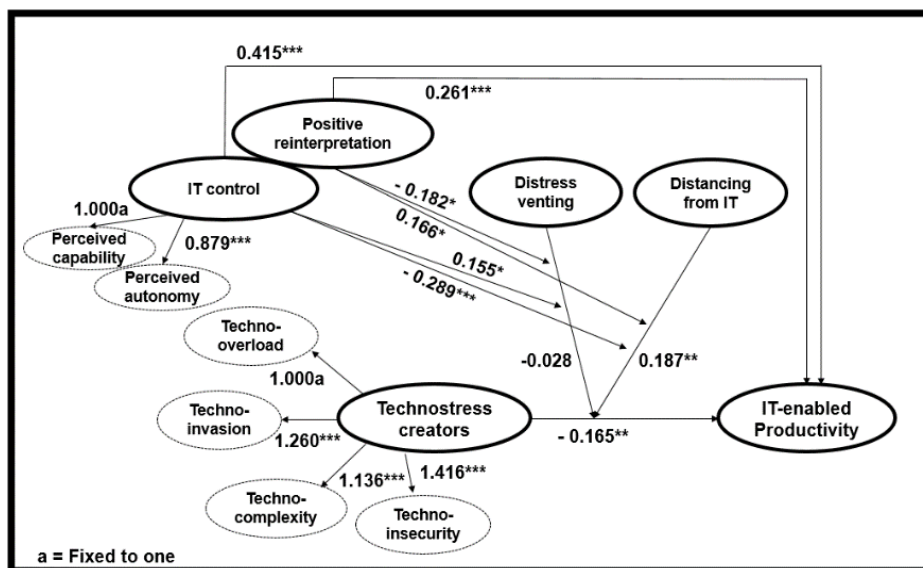 0.415***
0.261***
Positive
reinterpretation
IT control
Distress
venting
Distancing
from IT
- 0.182*
0.166*
0.155*
- 0.289***
1.000a
0.879***
Perceived
capability
Perceived
autonomy
Techno-
overload
1.000a
-0.028
0.187**
Techno-
invasion
1.260***
Technostress
creators
- 0.165**
IT-enabled
Productivity
1.136***
1.416***
Techno-
complexity
Techno-
insecurity
a = Fixed to one